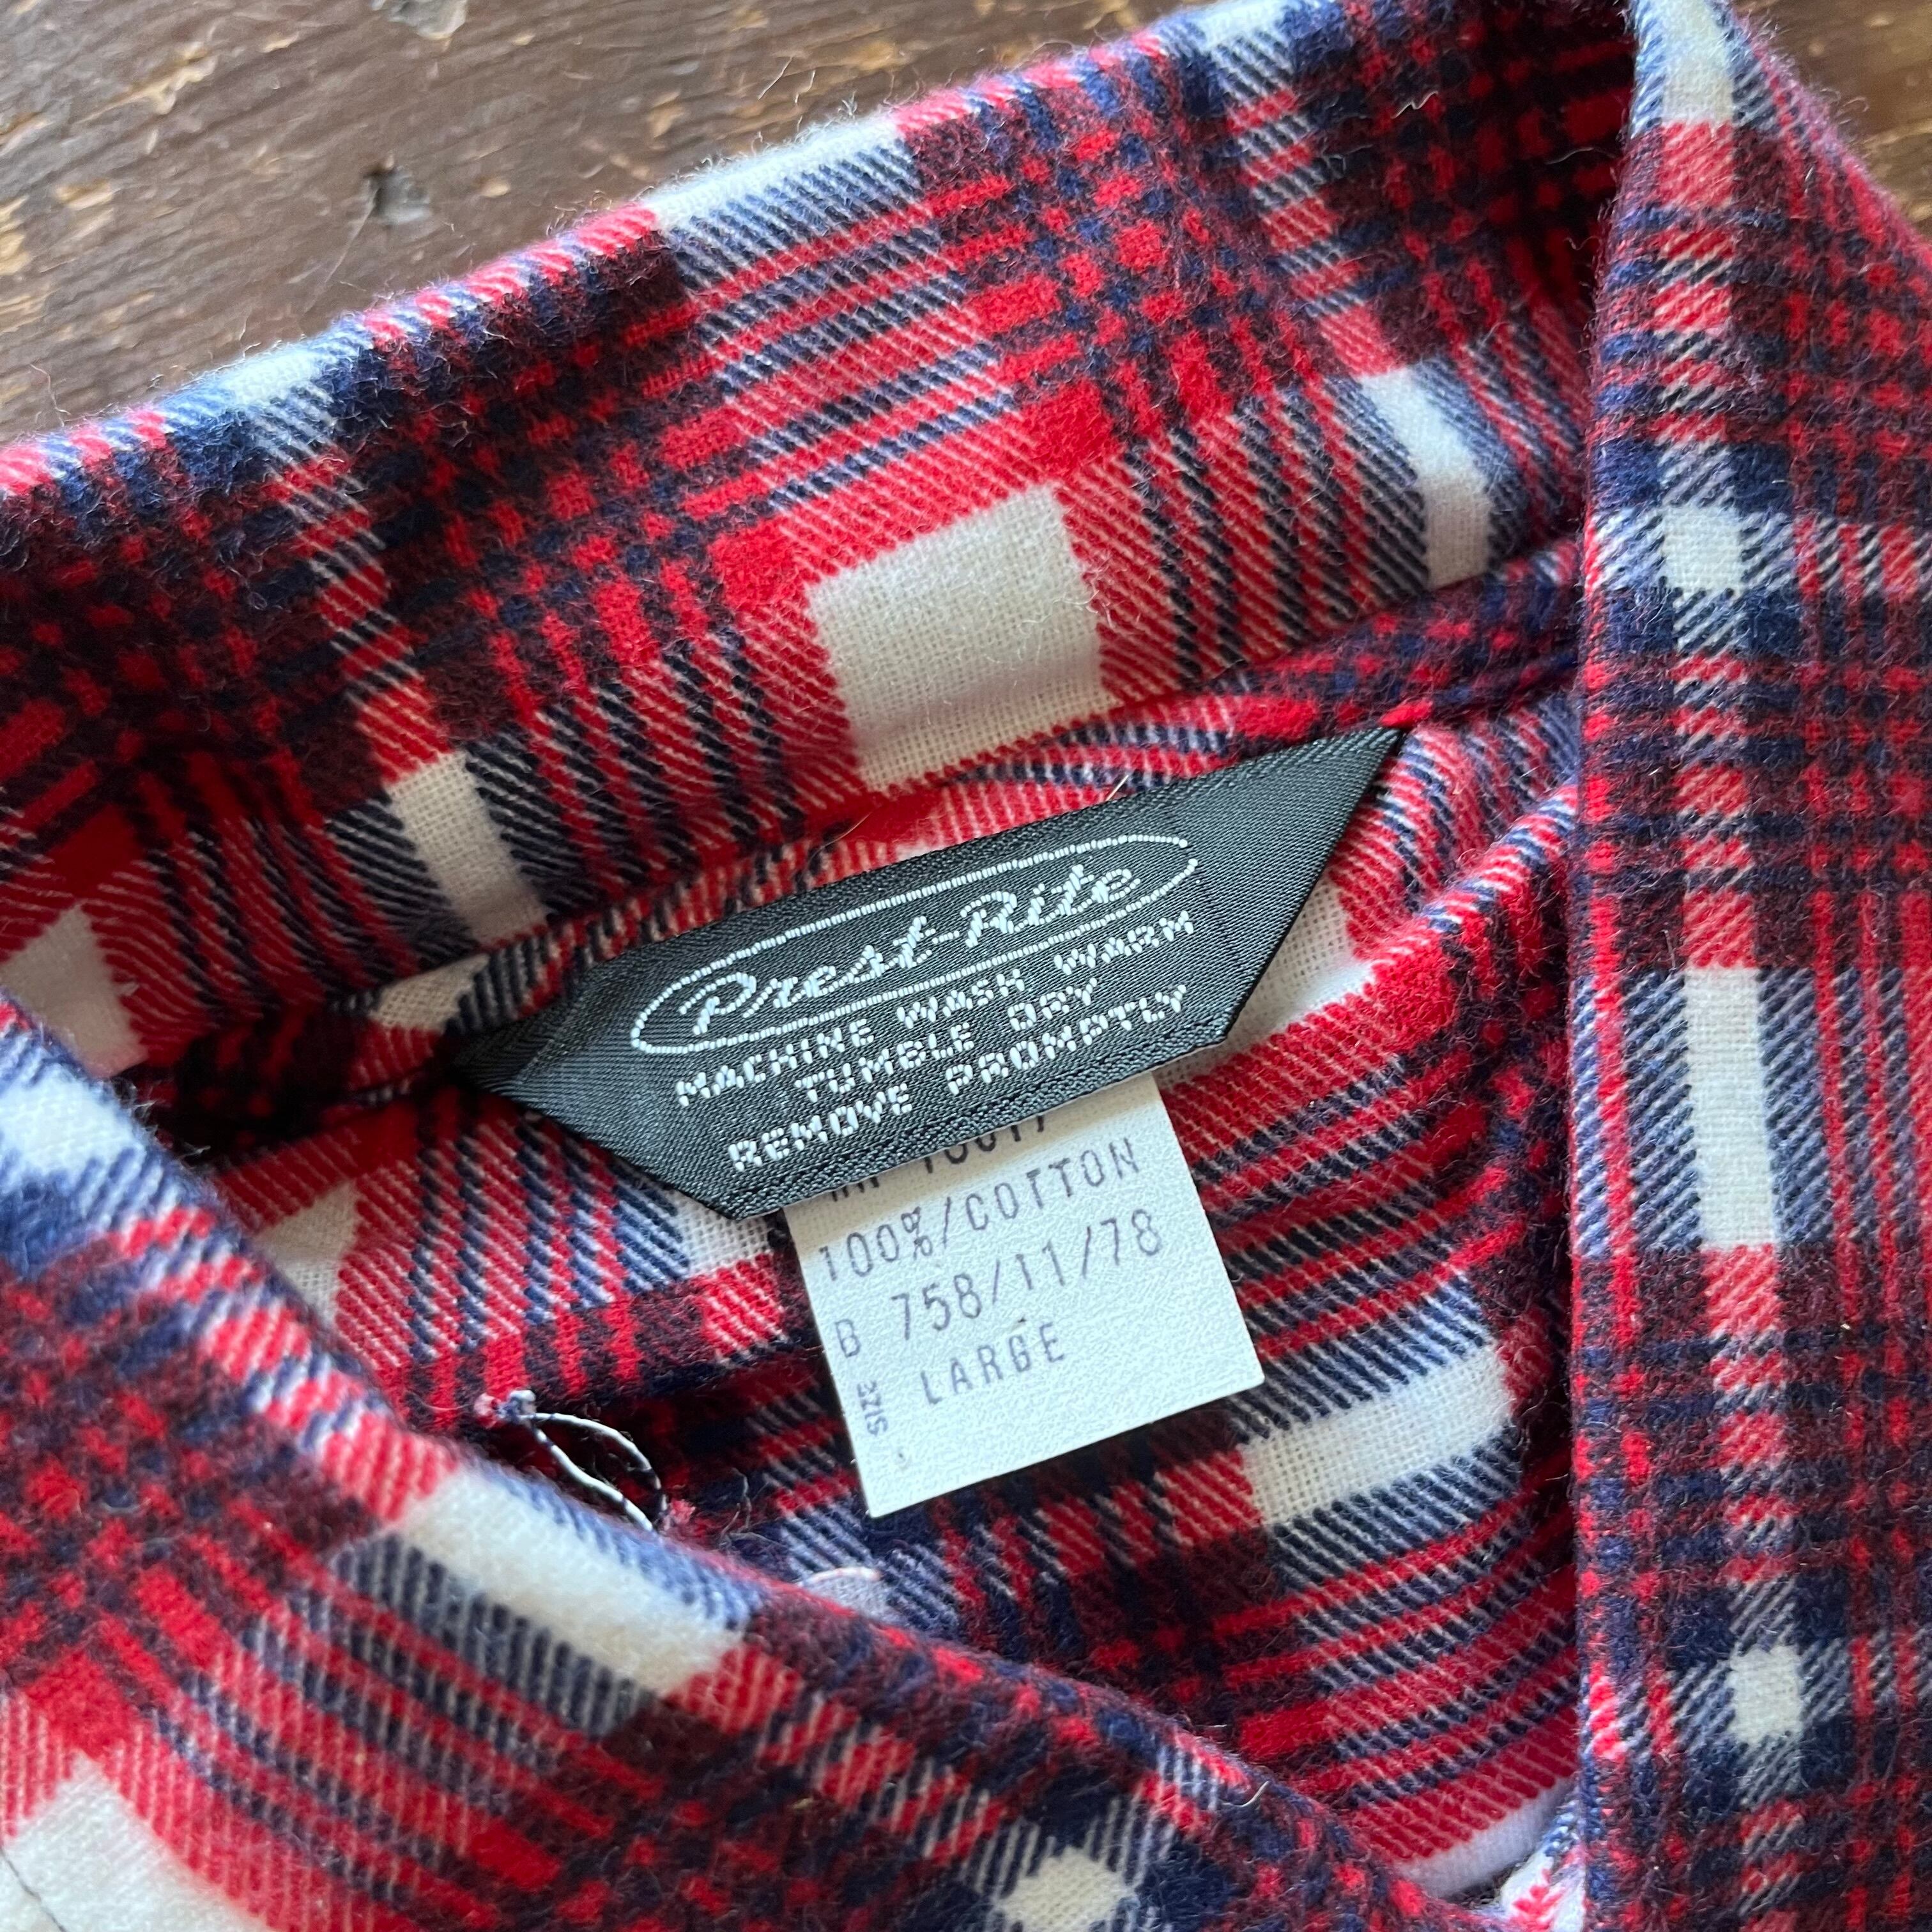 Prest-Rite
MACHINE WASH WARM
TUMBLE DRY
REMOVE PROMPTLY
100%/COTTON
B 758/11/78
SIZE LARGE